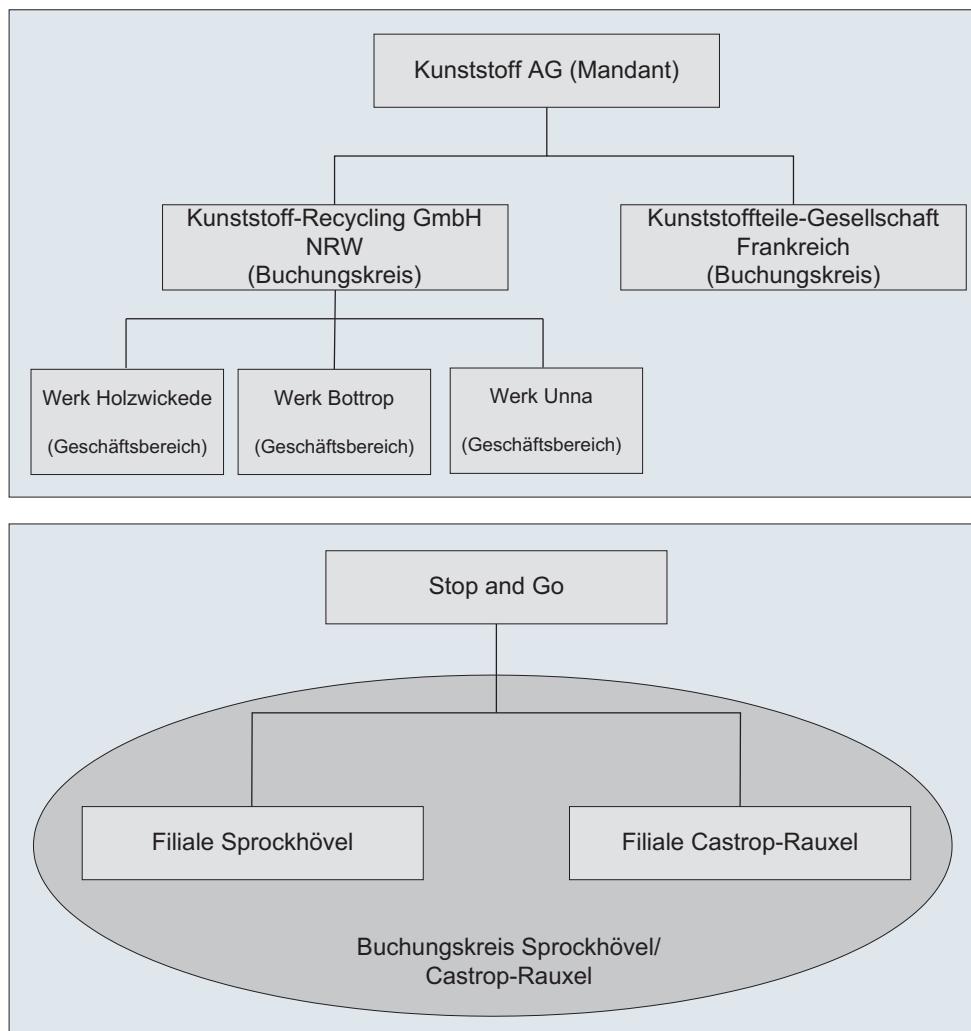 Kunststoff AG (Mandant)
Kunststoff-Recycling GmbH
NRW
(Buchungskreis)
Kunststoffteile-Gesellschaft
Frankreich
(Buchungskreis)
Werk Holzwickede
(Geschäftsbereich)
Werk Bottrop
(Geschäftsbereich)
Werk Unna
(Geschäftsbereich)
Stop and Go
Filiale Sprockhövel
Filiale Castrop-Rauxel
Buchungskreis Sprockhövel/
Castrop-Rauxel